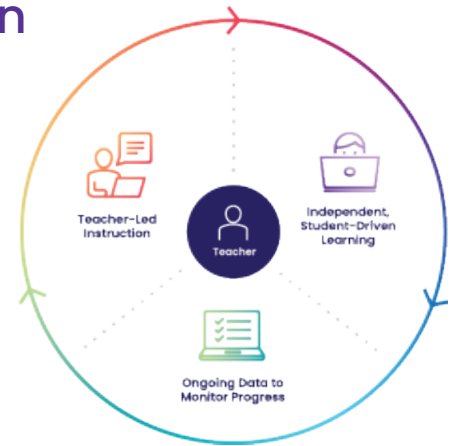 n
Teacher-Led
Instruction
Independent,
Student-Driven
Learning
Teacher
Ongoing Data to
Monitor Progress